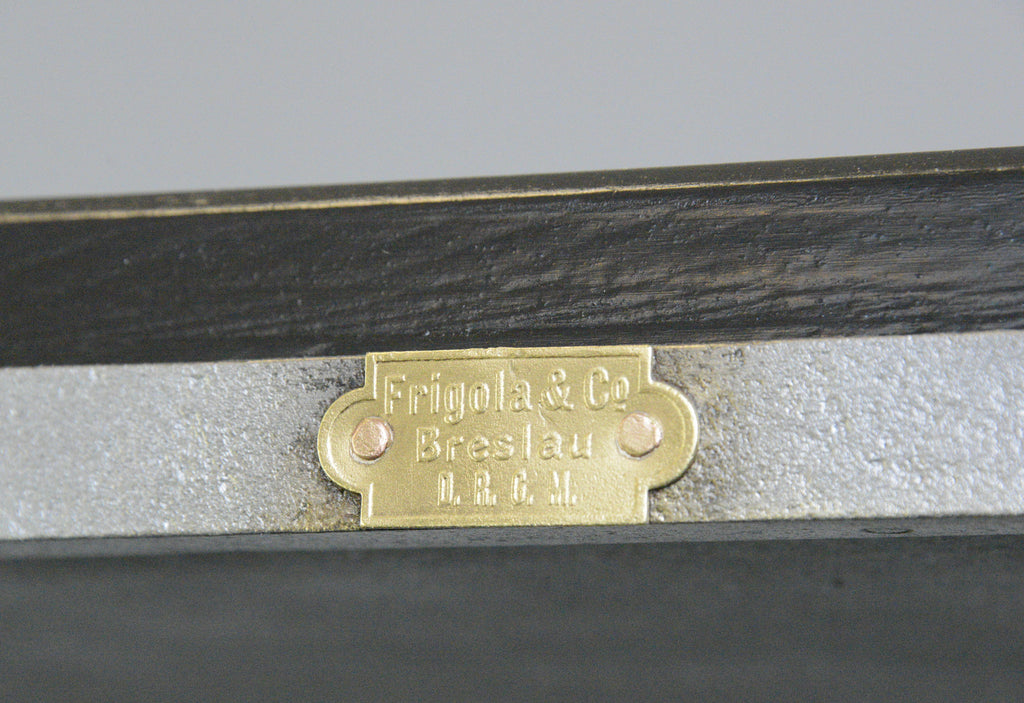 Frigola & Co
Breslau
D. R. G. M.